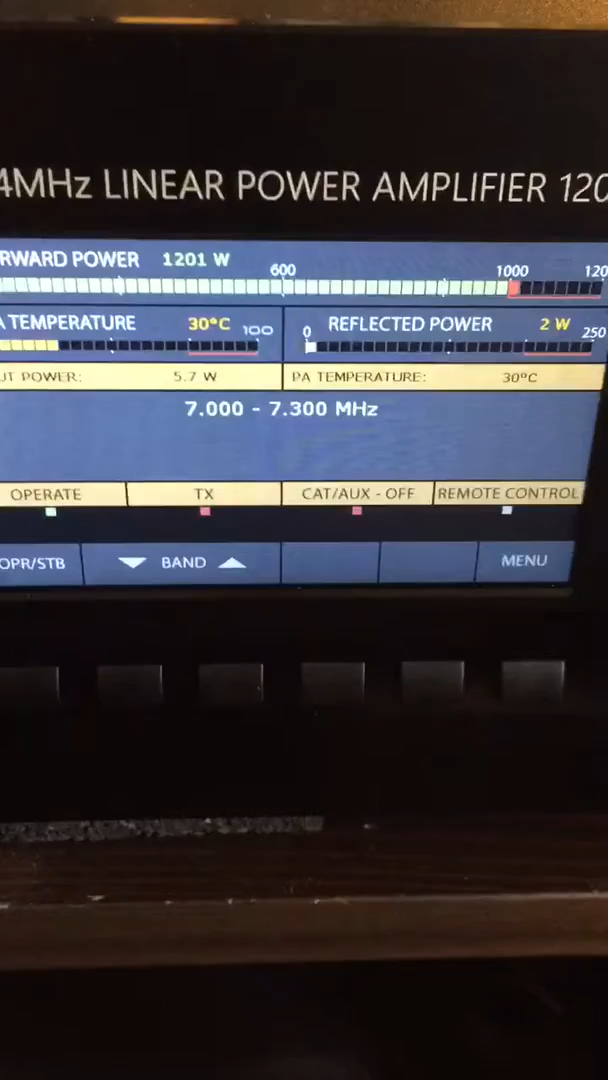 4MHz LINEAR POWER AMPLIFIER 120
RWARD POWER 1201 W 600 1000 120
TEMPERATURE 30°C 100 0 REFLECTED POWER 2 W 250
UT POWER: 5.7 W PA TEMPERATURE: 30°C
7.000 - 7.300 MHz
OPERATE TX CAT/AUX - OFF REMOTE CONTROL
OPR/STB BAND MENU